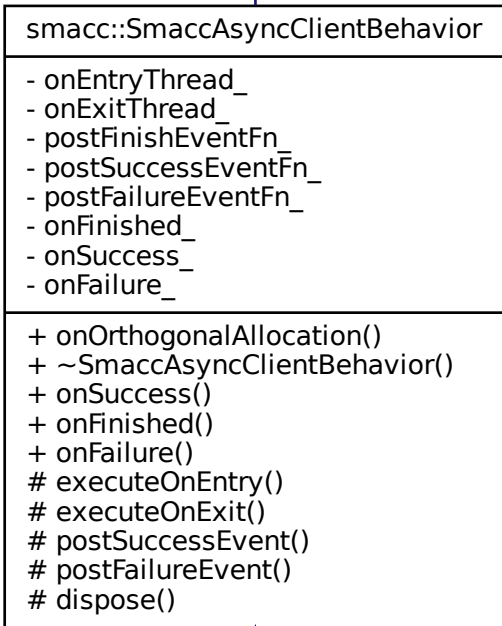 smacc::SmaccAsyncClientBehavior
- onEntryThread_
- onExitThread_
- postFinishEventFn_
- postSuccessEventFn_
- postFailureEventFn_
- onFinished_
- onSuccess_
- onFailure_
+ onOrthogonalAllocation()
+ ~SmaccAsyncClientBehavior()
+ onSuccess()
+ onFinished()
+ onFailure()
# executeOnEntry()
# executeOnExit()
# postSuccessEvent()
# postFailureEvent()
# dispose()